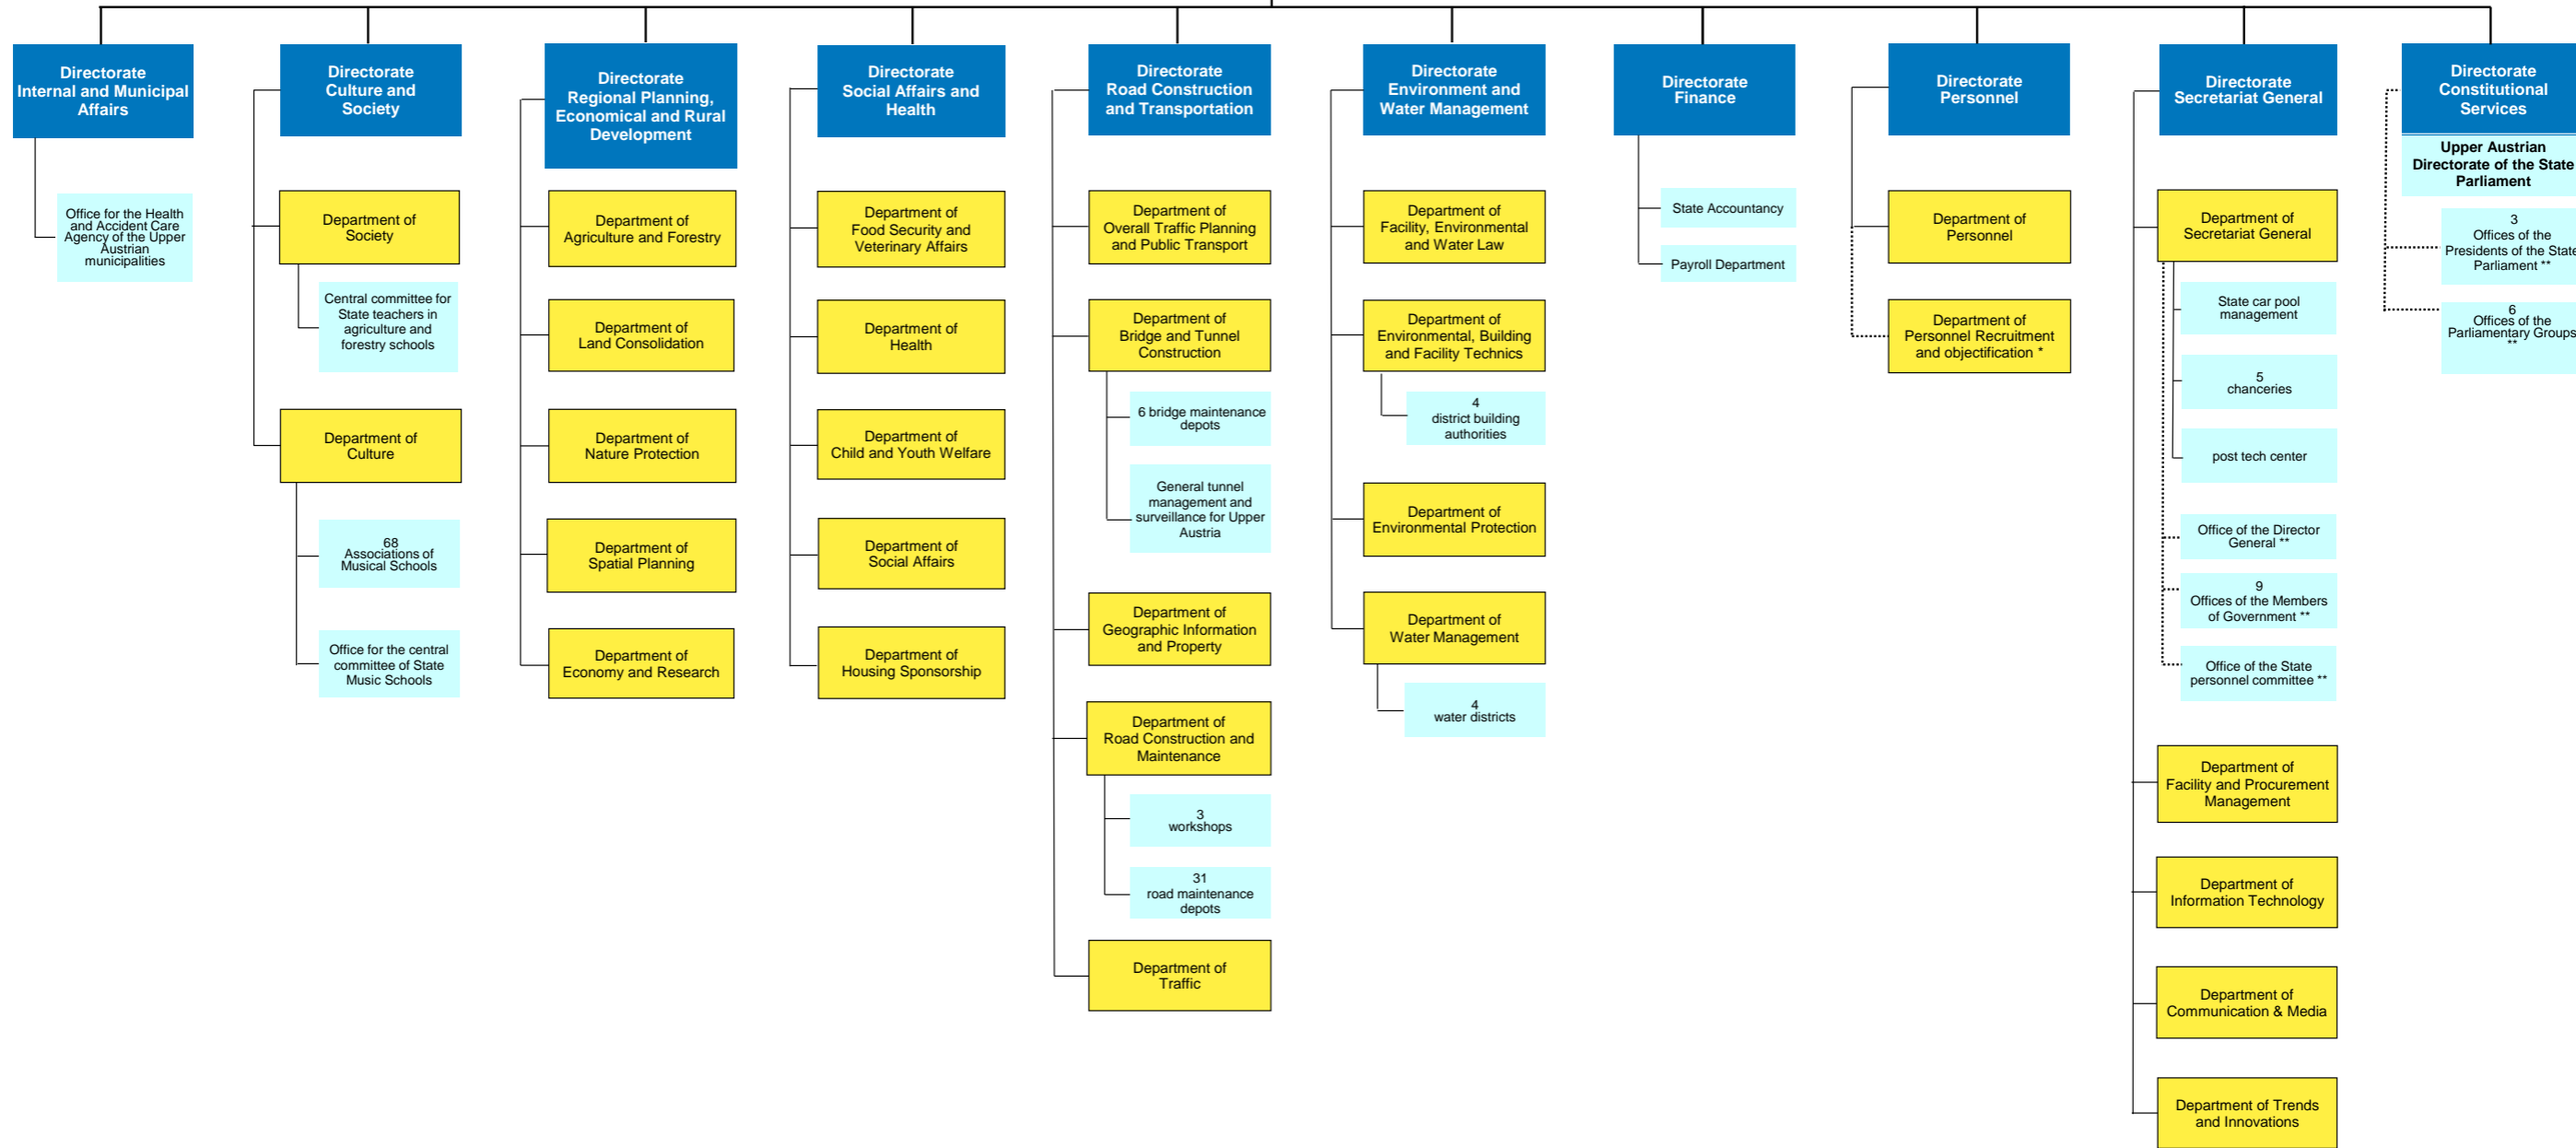 Directorate
Internal and Municipal
Affairs
Office for the Health
and Accident Care
Agency of the Upper
Austrian
municipalities
Directorate
Culture and
Society
Department of
Society
Central committee for
State teachers in
agriculture and
forestry schools
Department of
Culture
68
Associations of
Musical Schools
Office for the central
committee of State
Music Schools
Directorate
Regional Planning,
Economical and Rural
Development
Department of
Agriculture and Forestry
Department of
Land Consolidation
Department of
Nature Protection
Department of
Spatial Planning
Department of
Economy and Research
Directorate
Social Affairs and
Health
Department of
Food Security and
Veterinary Affairs
Department of
Health
Department of
Child and Youth Welfare
Department of
Social Affairs
Department of
Housing Sponsorship
Directorate
Road Construction
and Transportation
Department of
Overall Traffic Planning
and Public Transport
Department of
Bridge and Tunnel
Construction
6 bridge maintenance
depots
General tunnel
management and
surveillance for Upper
Austria
Department of
Geographic Information
and Property
Department of
Road Construction and
Maintenance
3
workshops
31
road maintenance
depots
Department of
Traffic
Directorate
Environment and
Water Management
Department of
Facility, Environmental
and Water Law
Department of
Environmental, Building
and Facility Technics
4
district building
authorities
Department of
Environmental Protection
Department of
Water Management
4
water districts
Directorate
Finance
State Accountancy
Payroll Department
Directorate
Personnel
Department of
Personnel
Department of
Personnel Recruitment
and objectification *
Directorate
Secretariat General
Department of
Secretariat General
State car pool
management
5
chanceries
post tech center
Office of the Director
General **
9
Offices of the Members
of Government **
Office of the State
personnel committee **
Department of
Facility and Procurement
Management
Department of
Information Technology
Department of
Communication & Media
Department of Trends
and Innovations
Directorate
Constitutional
Services
Upper Austrian
Directorate of the State
Parliament
3
Offices of the
Presidents of the State
Parliament **
6
Offices of the
Parliamentary Groups
**